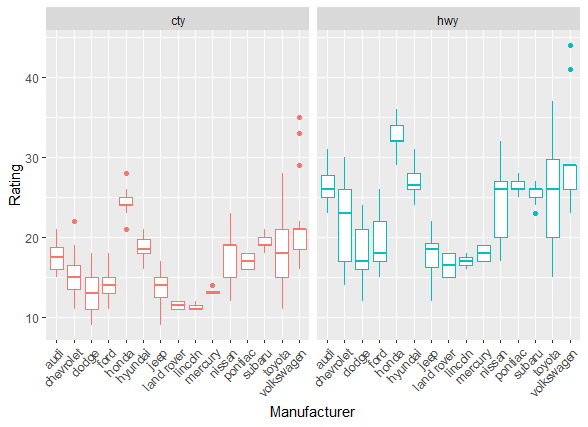 cty
hwy
Rating
40
30
20
10
audi
chevrolet
dodge
ford
honda
hyundai
jeep
land rover
lincoln
mercury
nissan
pontiac
subaru
toyota
volkswagen
audi
chevrolet
dodge
ford
honda
hyundai
jeep
land rover
lincoln
mercury
nissan
pontiac
subaru
toyota
volkswagen
Manufacturer